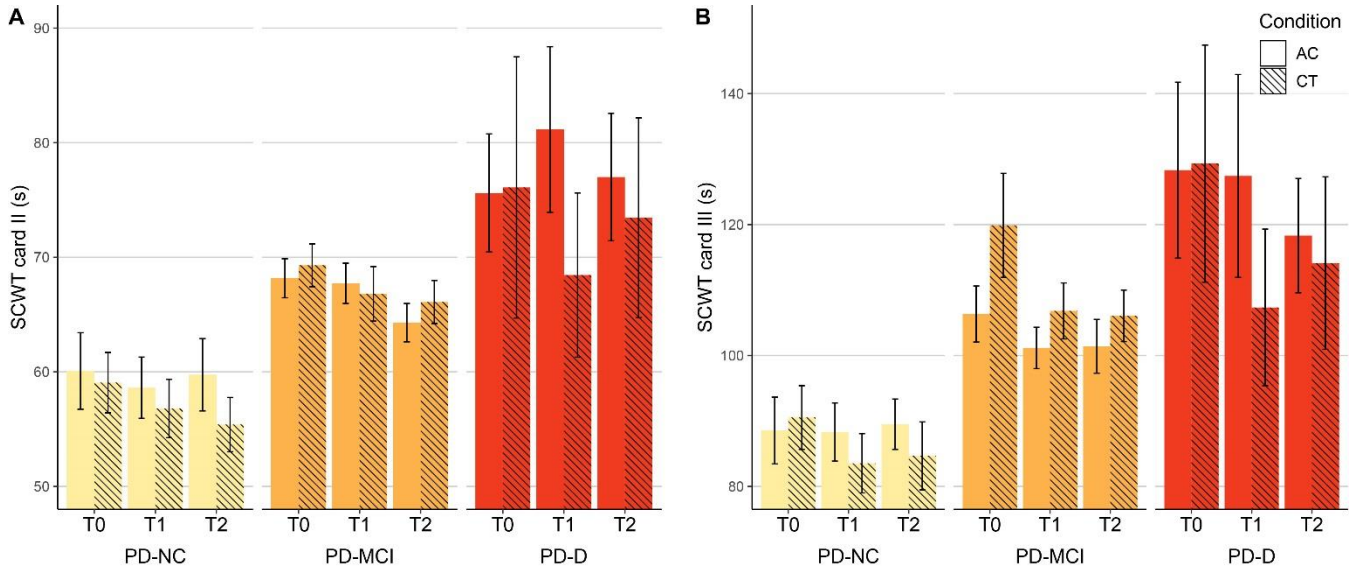 A
SCWT card II (s)
90
80
70
60
50
T0 T1 T2 T0 T1 T2 T0 T1 T2
PD-NC PD-MCI PD-D
B
Condition
AC
CT
SCWT card III (s)
140
120
100
80
T0 T1 T2 T0 T1 T2 T0 T1 T2
PD-NC PD-MCI PD-D